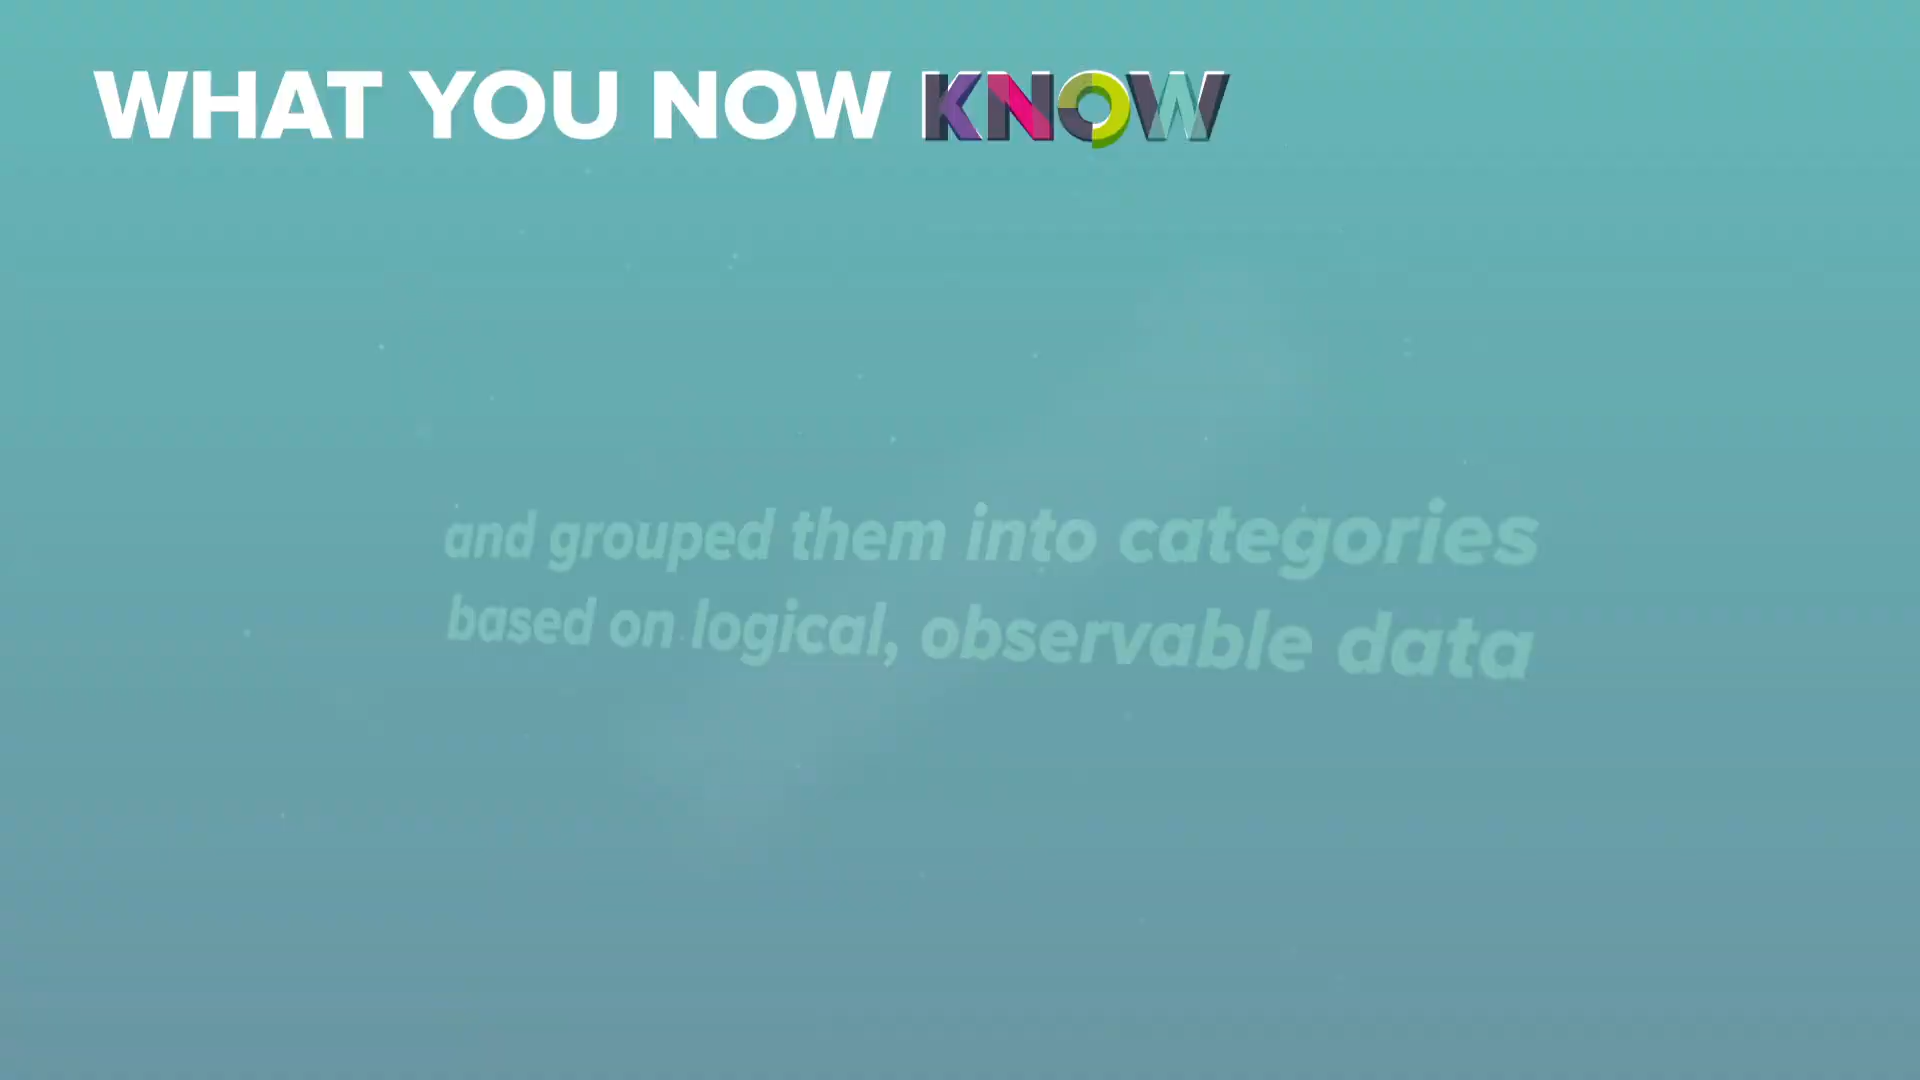 WHAT YOU NOW KNOW
and grouped them into categories
based on logical, observable data